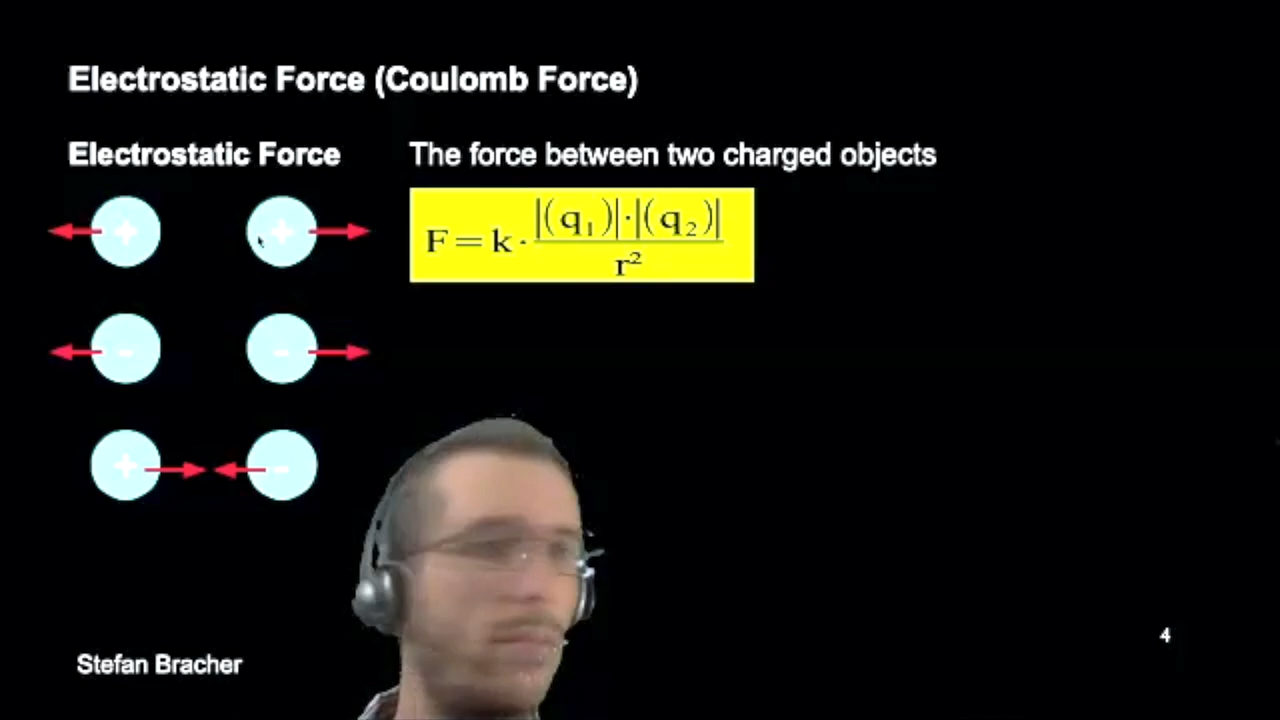 Electrostatic Force (Coulomb Force)
Electrostatic Force
The force between two charged objects
+ +
F = k · |(q₁)|·|(q₂)| / r²
- -
+ -
4
Stefan Bracher